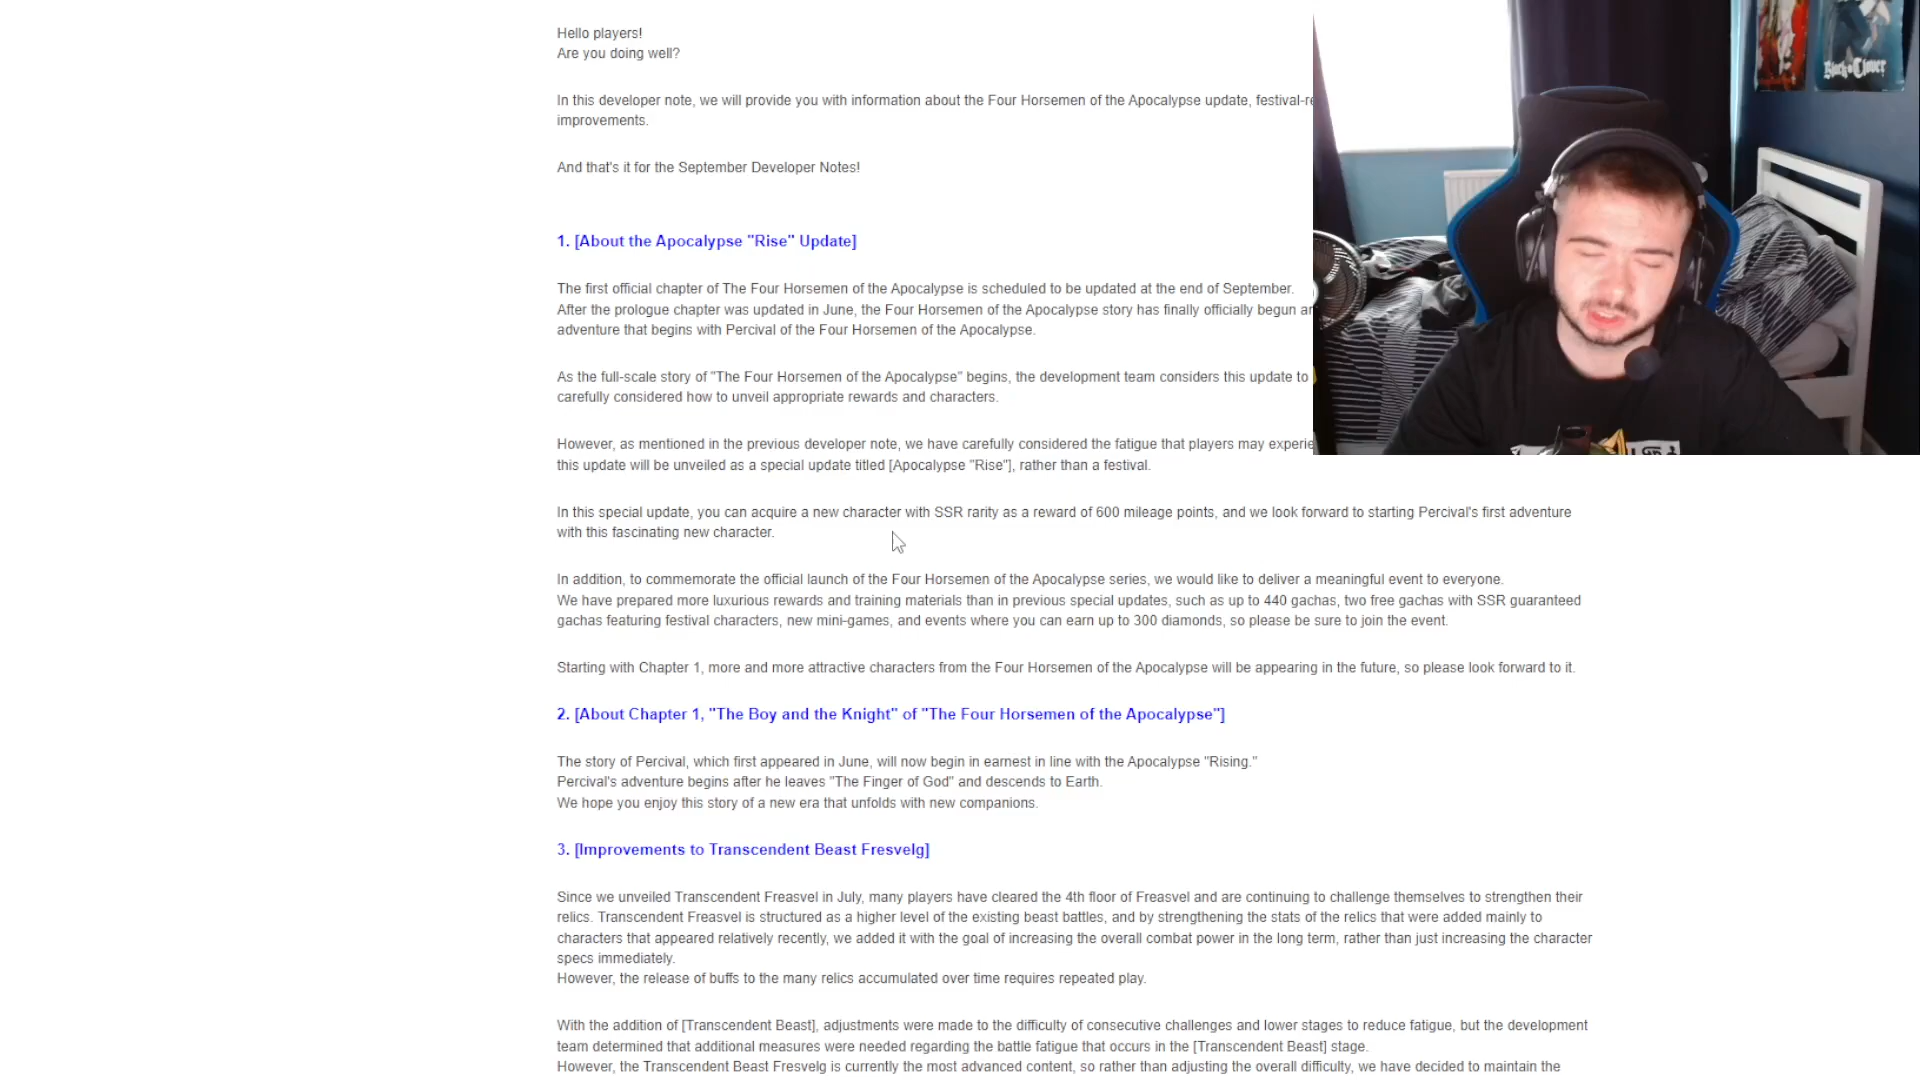 Hello players!
Are you doing well?
In this developer note, we will provide you with information about the Four Horsemen of the Apocalypse update, festival-re
improvements.
And that's it for the September Developer Notes!
1. [About the Apocalypse "Rise" Update]
The first official chapter of The Four Horsemen of the Apocalypse is scheduled to be updated at the end of September.
After the prologue chapter was updated in June, the Four Horsemen of the Apocalypse story has finally officially begun an
adventure that begins with Percival of the Four Horsemen of the Apocalypse.
As the full-scale story of "The Four Horsemen of the Apocalypse" begins, the development team considers this update to
carefully considered how to unveil appropriate rewards and characters.
However, as mentioned in the previous developer note, we have carefully considered the fatigue that players may experie
this update will be unveiled as a special update titled [Apocalypse "Rise"], rather than a festival.
In this special update, you can acquire a new character with SSR rarity as a reward of 600 mileage points, and we look forward to starting Percival's first adventure
with this fascinating new character.
In addition, to commemorate the official launch of the Four Horsemen of the Apocalypse series, we would like to deliver a meaningful event to everyone.
We have prepared more luxurious rewards and training materials than in previous special updates, such as up to 440 gachas, two free gachas with SSR guaranteed
gachas featuring festival characters, new mini-games, and events where you can earn up to 300 diamonds, so please be sure to join the event.
Starting with Chapter 1, more and more attractive characters from the Four Horsemen of the Apocalypse will be appearing in the future, so please look forward to it.
2. [About Chapter 1, "The Boy and the Knight" of "The Four Horsemen of the Apocalypse"]
The story of Percival, which first appeared in June, will now begin in earnest in line with the Apocalypse "Rising."
Percival's adventure begins after he leaves "The Finger of God" and descends to Earth.
We hope you enjoy this story of a new era that unfolds with new companions.
3. [Improvements to Transcendent Beast Fresvelg]
Since we unveiled Transcendent Freasvel in July, many players have cleared the 4th floor of Freasvel and are continuing to challenge themselves to strengthen their
relics. Transcendent Freasvel is structured as a higher level of the existing beast battles, and by strengthening the stats of the relics that were added mainly to
characters that appeared relatively recently, we added it with the goal of increasing the overall combat power in the long term, rather than just increasing the character
specs immediately.
However, the release of buffs to the many relics accumulated over time requires repeated play.
With the addition of [Transcendent Beast], adjustments were made to the difficulty of consecutive challenges and lower stages to reduce fatigue, but the development
team determined that additional measures were needed regarding the battle fatigue that occurs in the [Transcendent Beast] stage.
However, the Transcendent Beast Fresvelg is currently the most advanced content, so rather than adjusting the overall difficulty, we have decided to maintain the
Black Clover